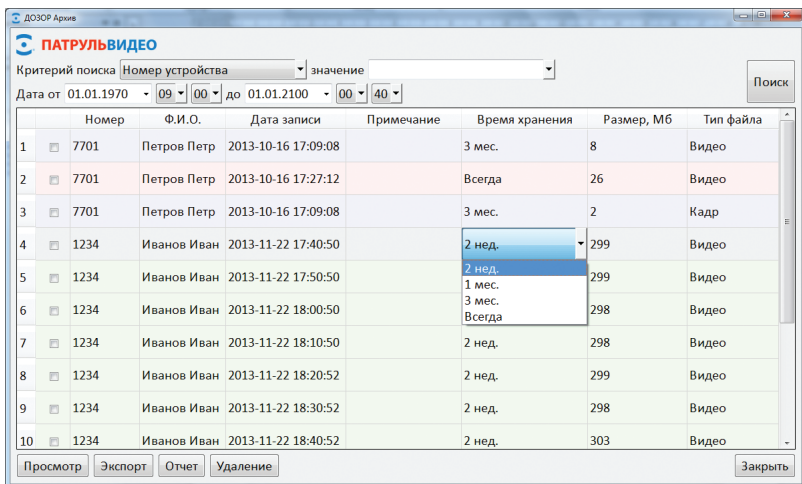 ДОЗОР Архив
ПАТРУЛЬВИДЕО
Критерий поиска Номер устройства значение
Поиск
Дата от 01.01.1970 09 00 до 01.01.2100 00 40
Номер Ф.И.О. Дата записи Примечание Время хранения Размер, Мб Тип файла
1 7701 Петров Петр 2013-10-16 17:09:08 3 мес. 8 Видео
2 7701 Петров Петр 2013-10-16 17:27:12 Всегда 26 Видео
3 7701 Петров Петр 2013-10-16 17:09:08 3 мес. 2 Кадр
4 1234 Иванов Иван 2013-11-22 17:40:50 2 нед. 299 Видео
2 нед.
5 1234 Иванов Иван 2013-11-22 17:50:50 1 мес. 299 Видео
3 мес.
6 1234 Иванов Иван 2013-11-22 18:00:50 Всегда 298 Видео
7 1234 Иванов Иван 2013-11-22 18:10:50 2 нед. 298 Видео
8 1234 Иванов Иван 2013-11-22 18:20:52 2 нед. 299 Видео
9 1234 Иванов Иван 2013-11-22 18:30:52 2 нед. 298 Видео
10 1234 Иванов Иван 2013-11-22 18:40:52 2 нед. 303 Видео
Просмотр Экспорт Отчет Удаление Закрыть